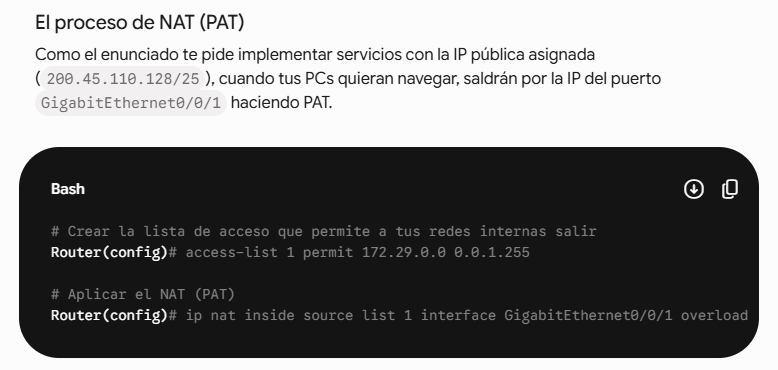 El proceso de NAT (PAT)
Como el enunciado te pide implementar servicios con la IP pública asignada
( 200.45.110.128/25 ), cuando tus PCs quieran navegar, saldrán por la IP del puerto
GigabitEthernet0/0/1 haciendo PAT.
Bash
# Crear la lista de acceso que permite a tus redes internas salir
Router(config)# access-list 1 permit 172.29.0.0 0.0.1.255
# Aplicar el NAT (PAT)
Router(config)# ip nat inside source list 1 interface GigabitEthernet0/0/1 overload